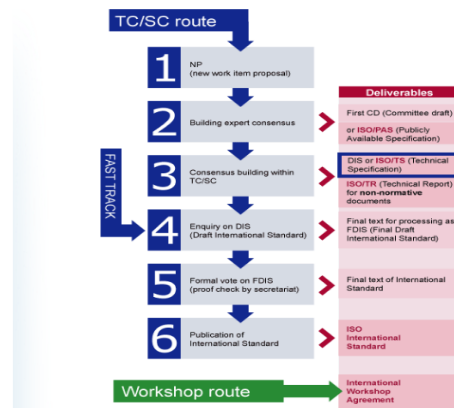 TC/SC route
1
NP
(new work item proposal)
Deliverables
2
Building expert consensus
First CD (Committee draft)
or ISO/PAS (Publicly
Available Specification)
FAST TRACK
3
Consensus building within
TC/SC
DIS or ISO/TS (Technical
Specification)
ISO/TR (Technical Report)
for non-normative
documents
4
Enquiry on DIS
(Draft International Standard)
Final text for processing as
FDIS (Final Draft
International Standard)
5
Formal vote on FDIS
(proof check by secretariat)
Final text of International
Standard
6
Publication of
International Standard
ISO
International
Standard
Workshop route
International
Workshop
Agreement